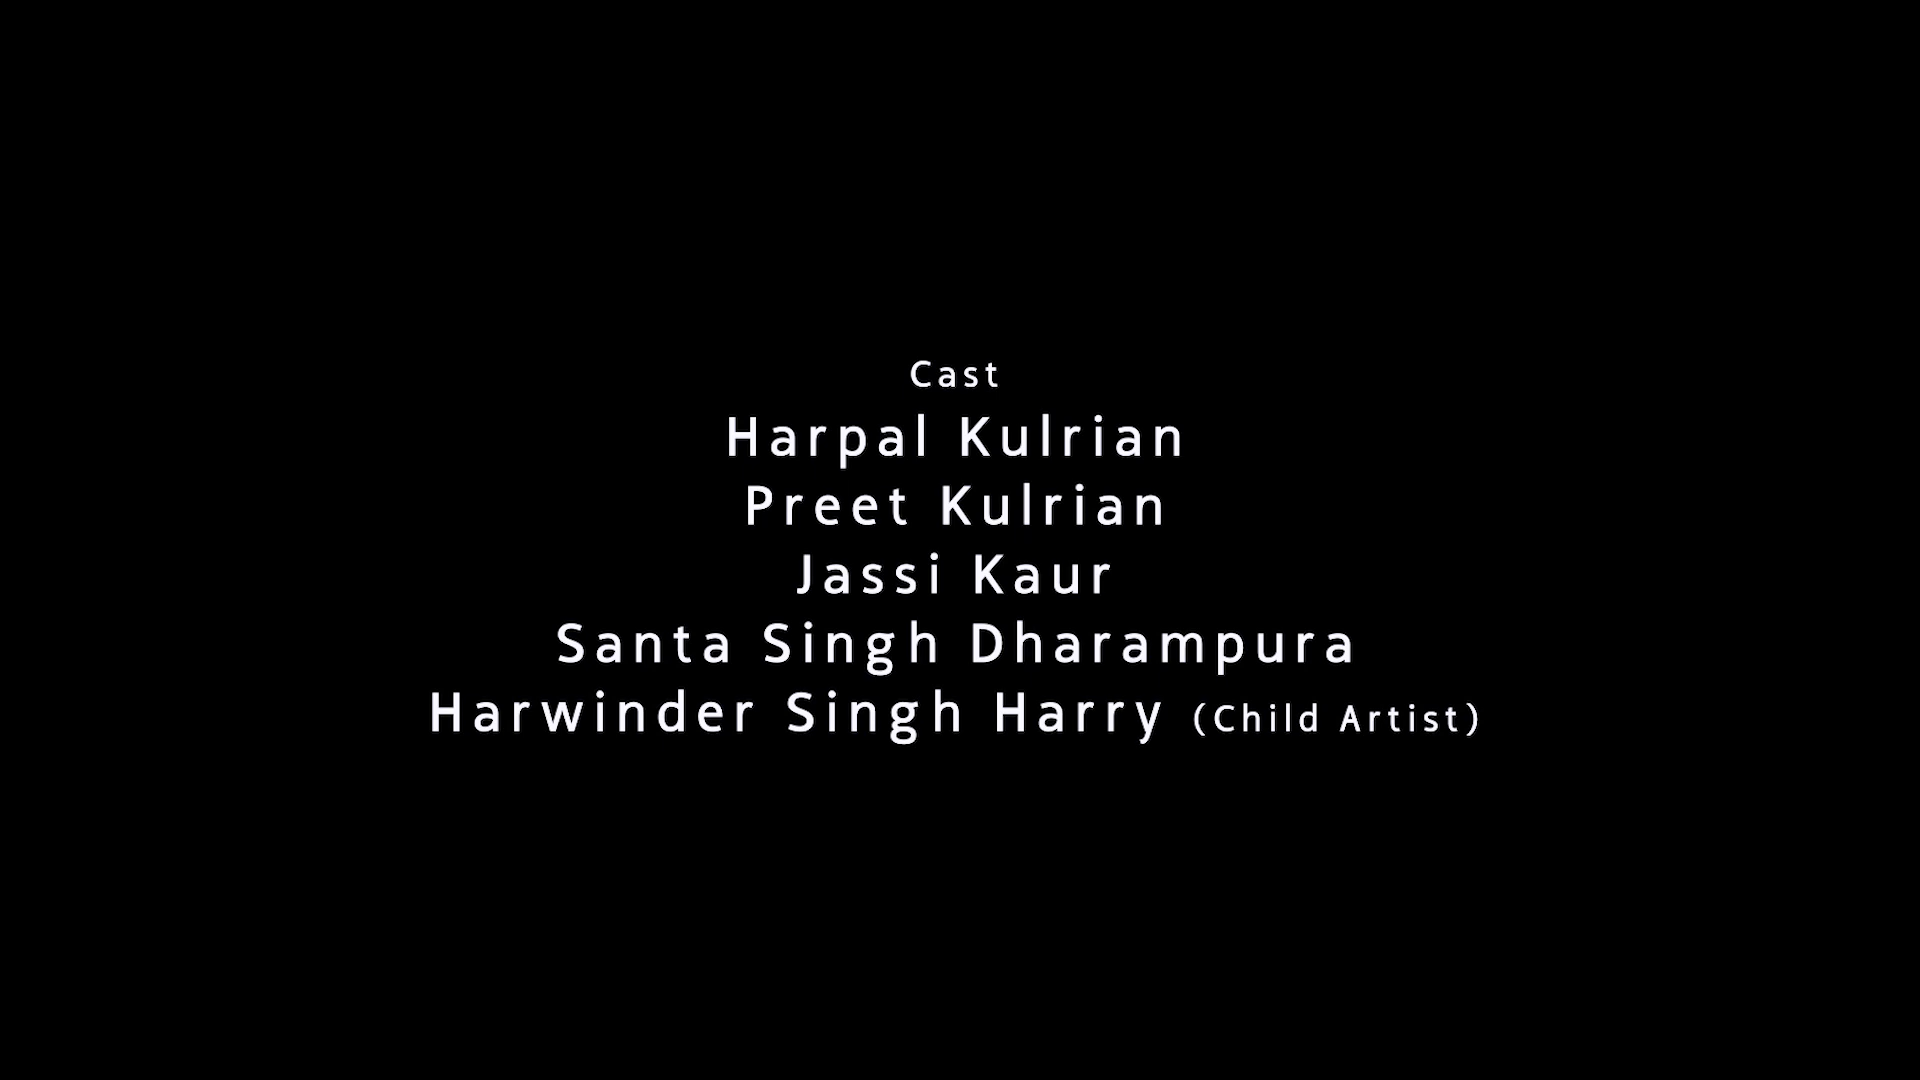 Cast
Harpal Kulrian
Preet Kulrian
Jassi Kaur
Santa Singh Dharampura
Harwinder Singh Harry (Child Artist)